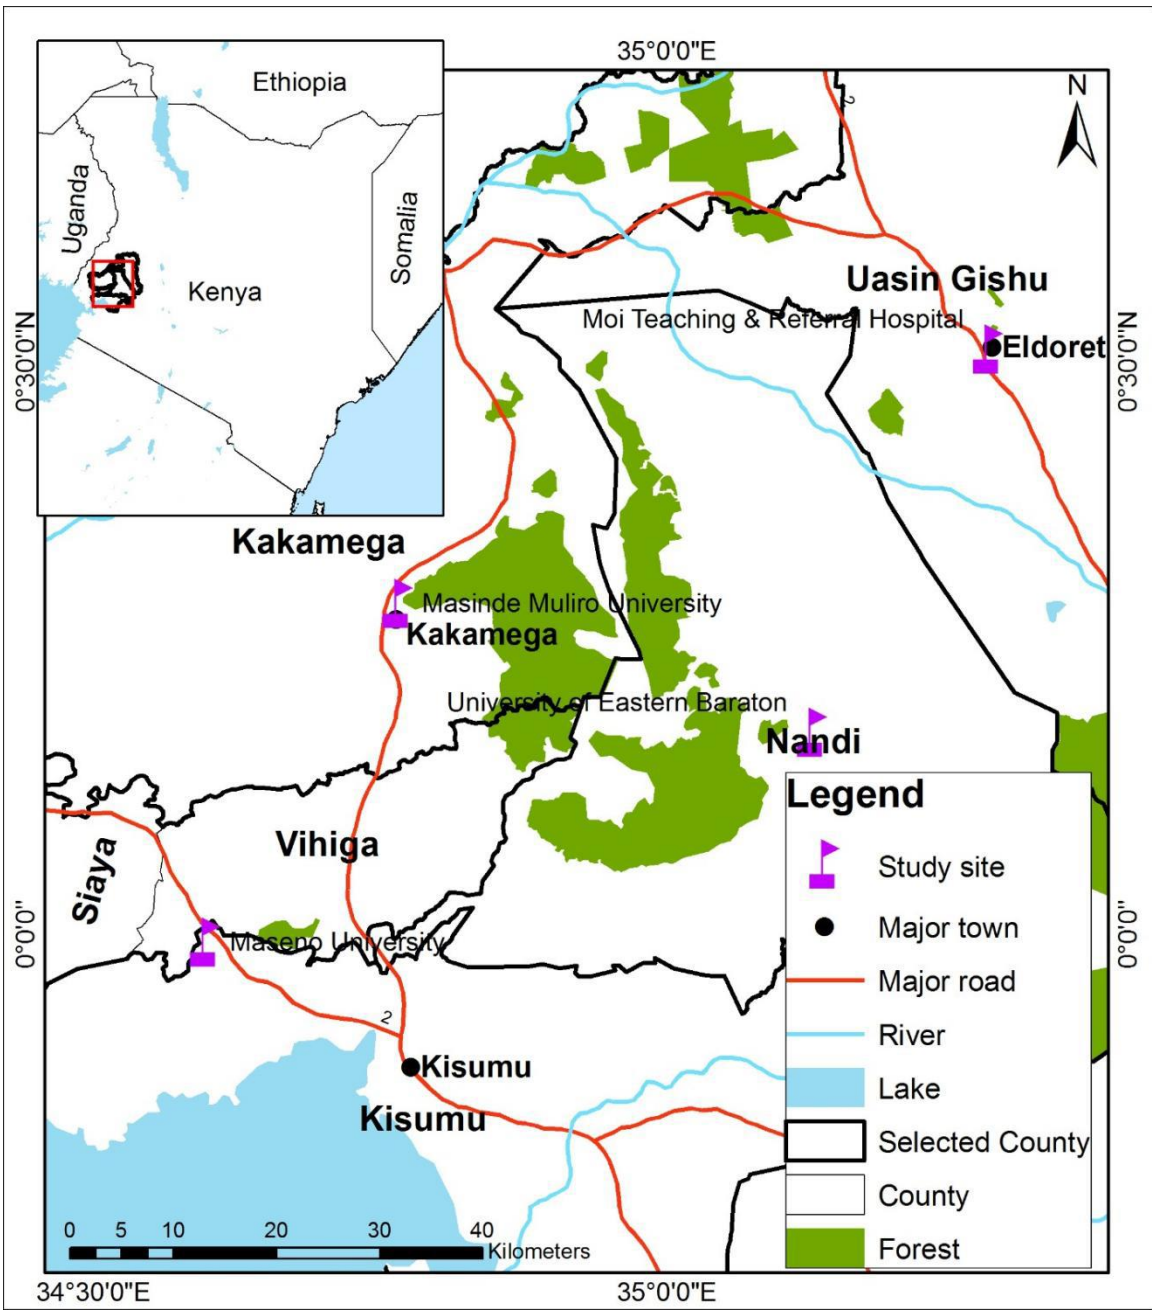 35°0'0"E
Ethiopia
N
2
Uganda
Somalia
Kenya
Uasin Gishu
Moi Teaching & Referral Hospital
Eldoret
0°30'0"N
0°30'0"N
Kakamega
Masinde Muliro University
Kakamega
University of Eastern Baraton
Nandi
Legend
Study site
Major town
Major road
River
Lake
Selected County
County
Forest
Vihiga
Siaya
Maseno University
0°0'0"
0°0'0"
2
Kisumu
Kisumu
0 5 10 20 30 40
Kilometers
34°30'0"E
35°0'0"E